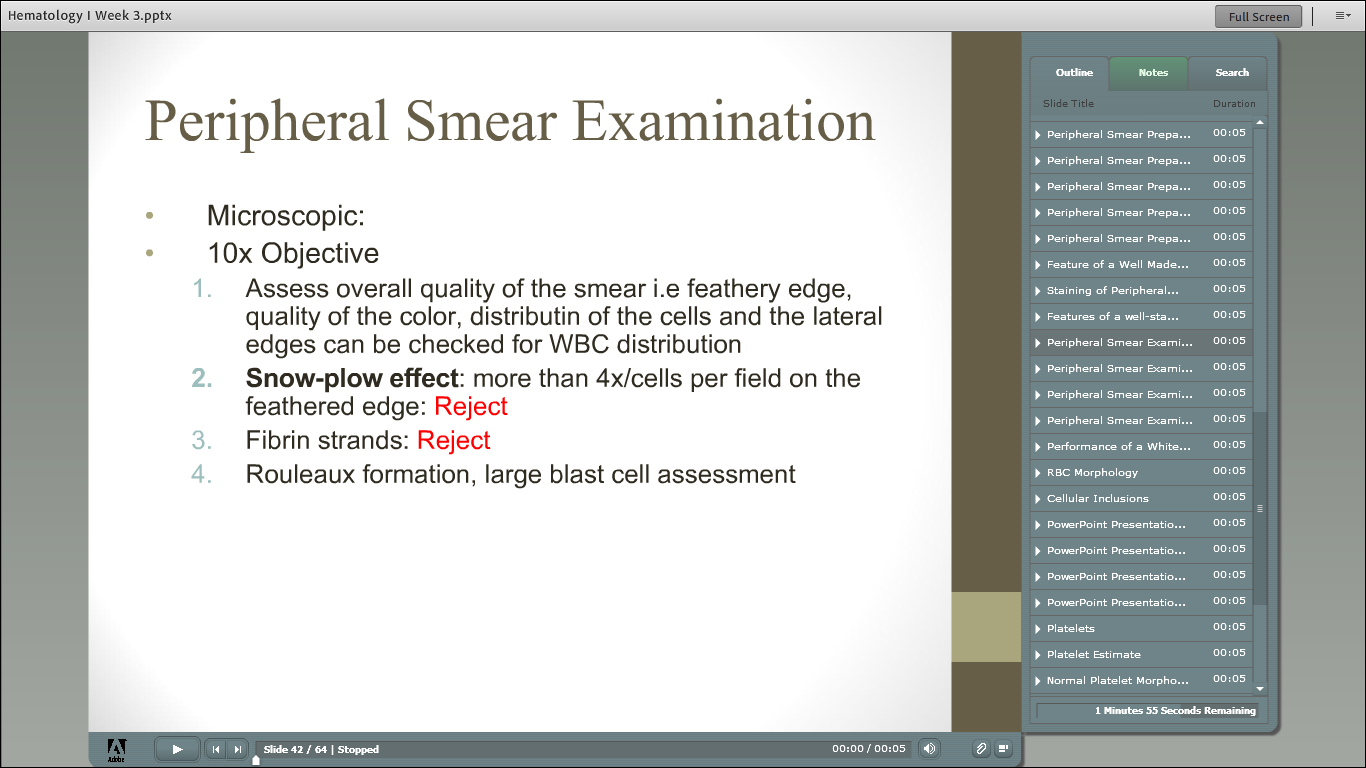 Hematology I Week 3.pptx
Full Screen
Peripheral Smear Examination
• Microscopic:
• 10x Objective
1. Assess overall quality of the smear i.e feathery edge,
quality of the color, distributin of the cells and the lateral
edges can be checked for WBC distribution
2. Snow-plow effect: more than 4x/cells per field on the
feathered edge: Reject
3. Fibrin strands: Reject
4. Rouleaux formation, large blast cell assessment
Outline Notes Search
Slide Title Duration
Peripheral Smear Prepa... 00:05
Peripheral Smear Prepa... 00:05
Peripheral Smear Prepa... 00:05
Peripheral Smear Prepa... 00:05
Peripheral Smear Prepa... 00:05
Feature of a Well Made... 00:05
Staining of Peripheral... 00:05
Features of a well-sta... 00:05
Peripheral Smear Exami... 00:05
Peripheral Smear Exami... 00:05
Peripheral Smear Exami... 00:05
Peripheral Smear Exami... 00:05
Performance of a White... 00:05
RBC Morphology 00:05
Cellular Inclusions 00:05
PowerPoint Presentatio... 00:05
PowerPoint Presentatio... 00:05
PowerPoint Presentatio... 00:05
PowerPoint Presentatio... 00:05
Platelets 00:05
Platelet Estimate 00:05
Normal Platelet Morpho... 00:05
1 Minutes 55 Seconds Remaining
Adobe
Slide 42 / 64 | Stopped 00:00 / 00:05